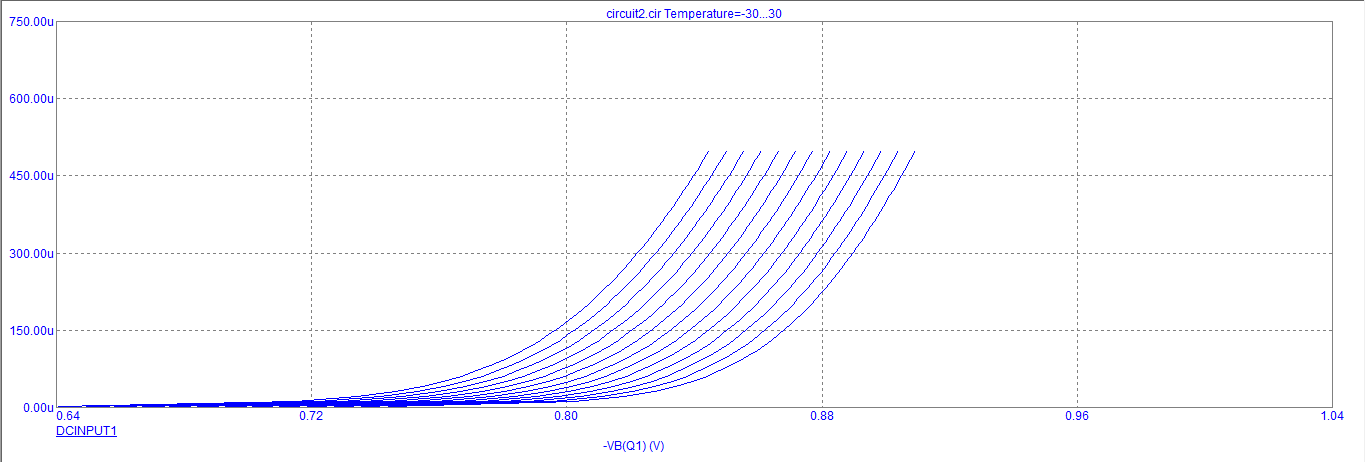 circuit2.cir Temperature=-30...30
750.00u
600.00u
450.00u
300.00u
150.00u
0.00u
0.64 0.72 0.80 0.88 0.96 1.04
DCINPUT1
-VB(Q1) (V)